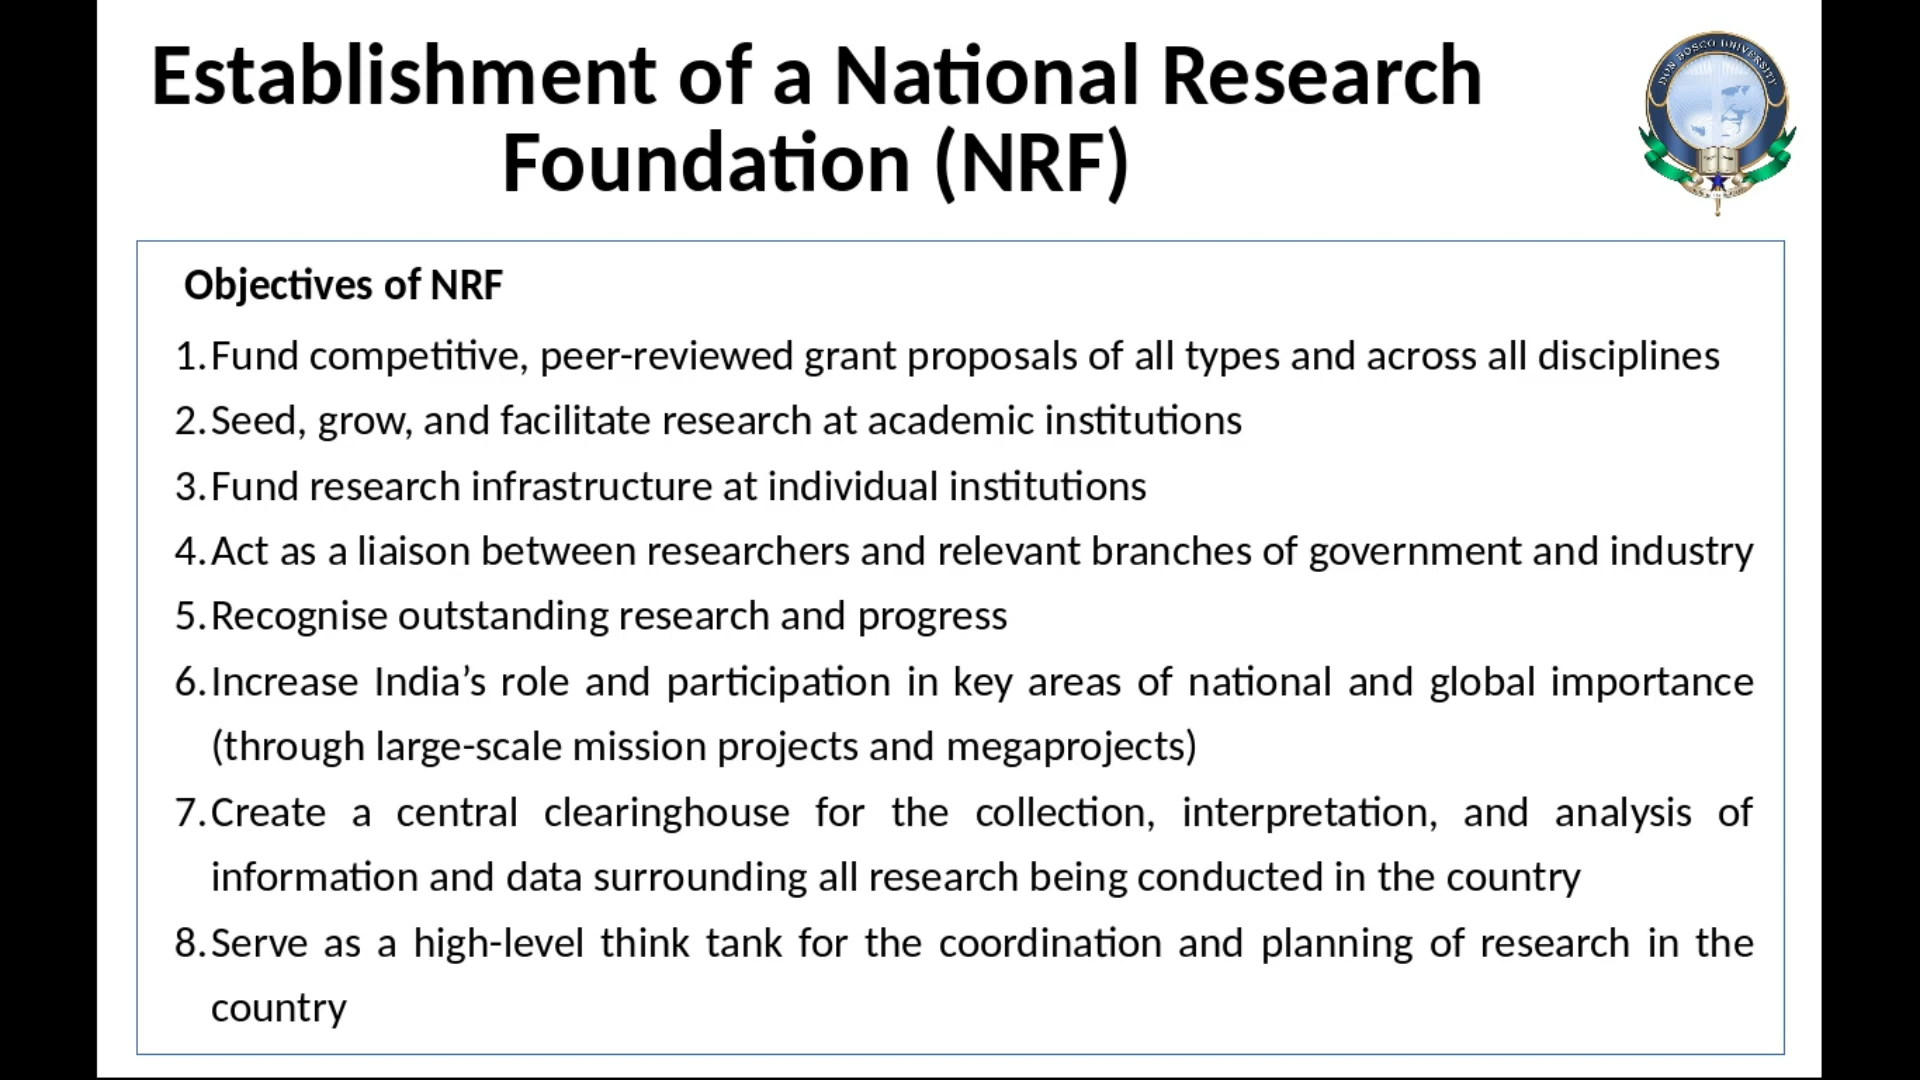 Establishment of a National Research
Foundation (NRF)
DON BOSCO UNIVERSITY
Objectives of NRF
1. Fund competitive, peer-reviewed grant proposals of all types and across all disciplines
2. Seed, grow, and facilitate research at academic institutions
3. Fund research infrastructure at individual institutions
4. Act as a liaison between researchers and relevant branches of government and industry
5. Recognise outstanding research and progress
6. Increase India’s role and participation in key areas of national and global importance
(through large-scale mission projects and megaprojects)
7. Create a central clearinghouse for the collection, interpretation, and analysis of
information and data surrounding all research being conducted in the country
8. Serve as a high-level think tank for the coordination and planning of research in the
country